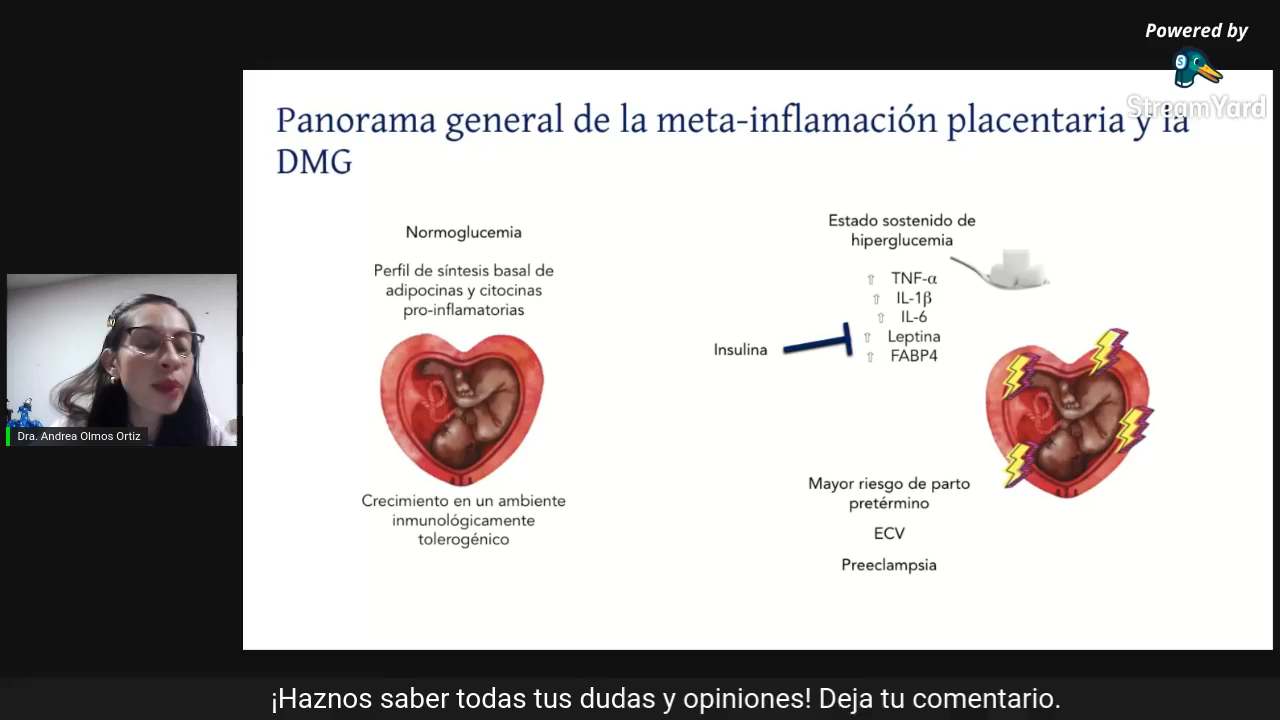 Powered by
StreamYard
Panorama general de la meta-inflamación placentaria y la
DMG
Normoglucemia
Perfil de síntesis basal de
adipocinas y citocinas
pro-inflamatorias
Crecimiento en un ambiente
inmunológicamente
tolerogénico
Estado sostenido de
hiperglucemia
⇧ TNF-α
⇧ IL-1β
⇧ IL-6
⇧ Leptina
⇧ FABP4
Insulina
Mayor riesgo de parto
pretérmino
ECV
Preeclampsia
Dra. Andrea Olmos Ortiz
¡Haznos saber todas tus dudas y opiniones! Deja tu comentario.